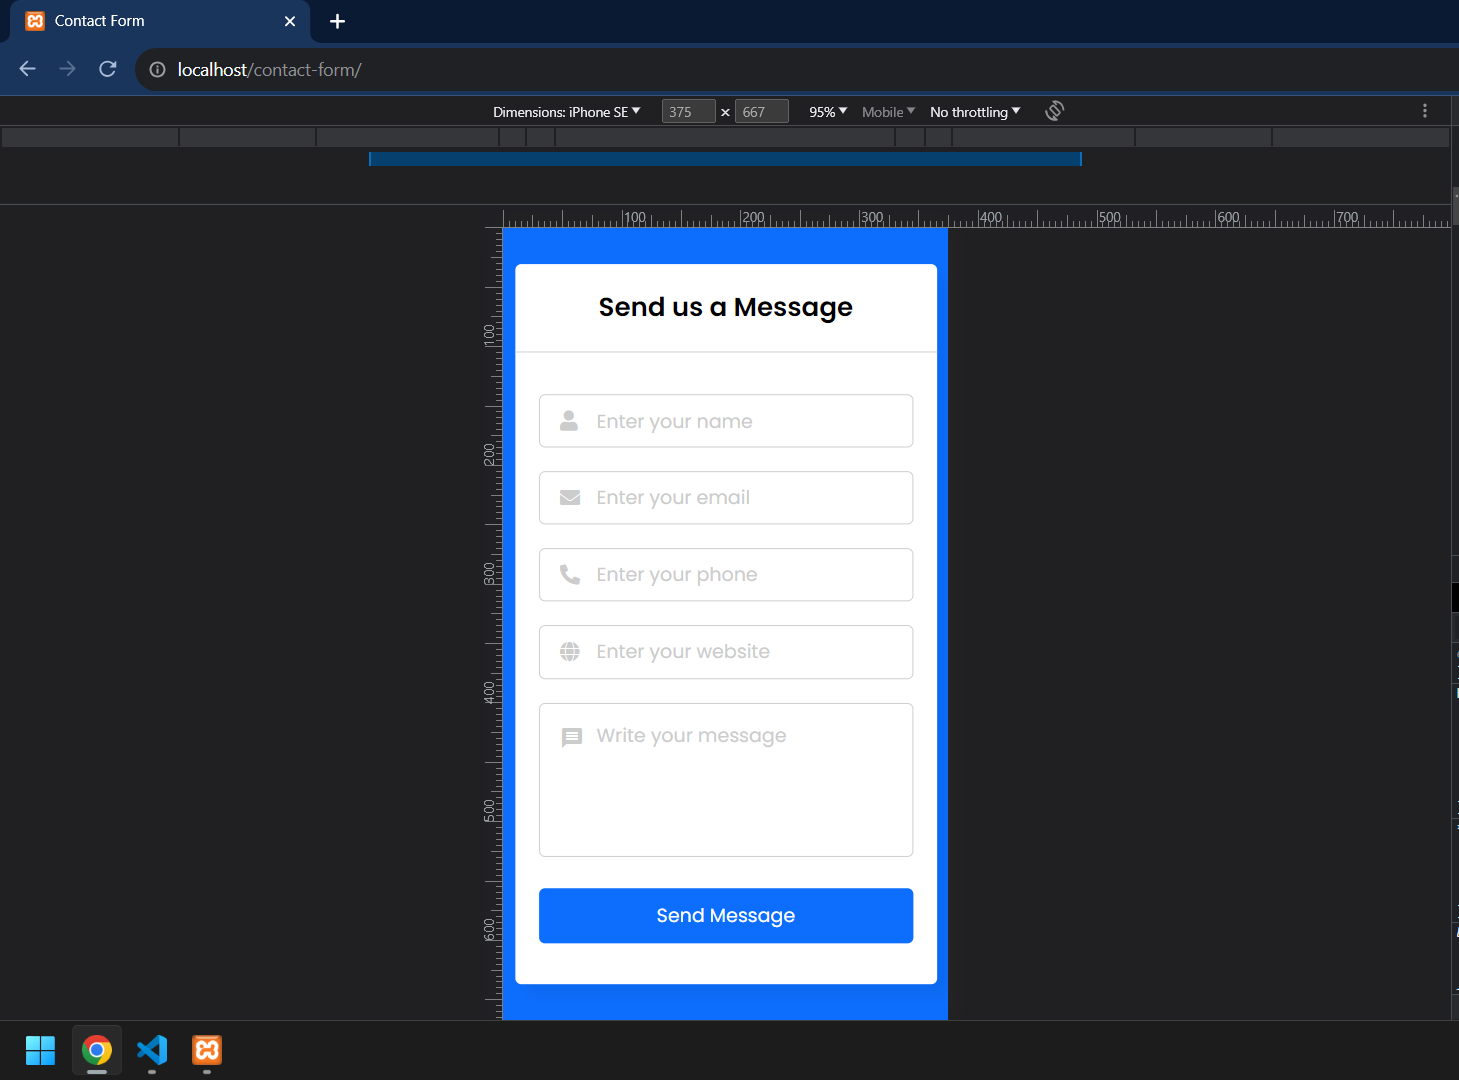 Contact Form
localhost/contact-form/
Dimensions: iPhone SE 375 × 667 95% Mobile No throttling
100 200 300 400 500 600 700
100
200
300
400
500
600
Send us a Message
Enter your name
Enter your email
Enter your phone
Enter your website
Write your message
Send Message